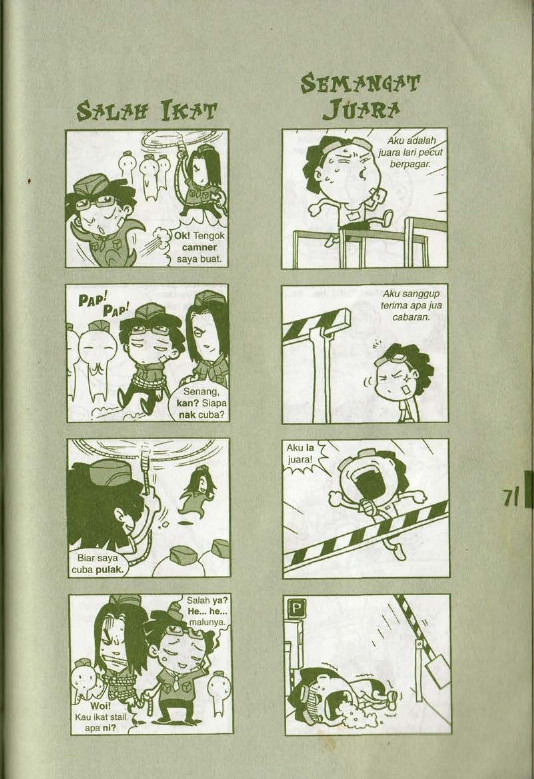 SALAH IKAT
Ok! Tengok
camner
saya buat.
PAP!
PAP!
Senang,
kan? Siapa
nak cuba?
Biar saya
cuba pulak.
Salah ya?
He... he...
malunya.
Woi!
Kau ikat stail
apa ni?
SEMANGAT
JUARA
Aku adalah
juara lari pecut
berpagar.
Aku sanggup
terima apa jua
cabaran.
Aku la
juara!
P
71